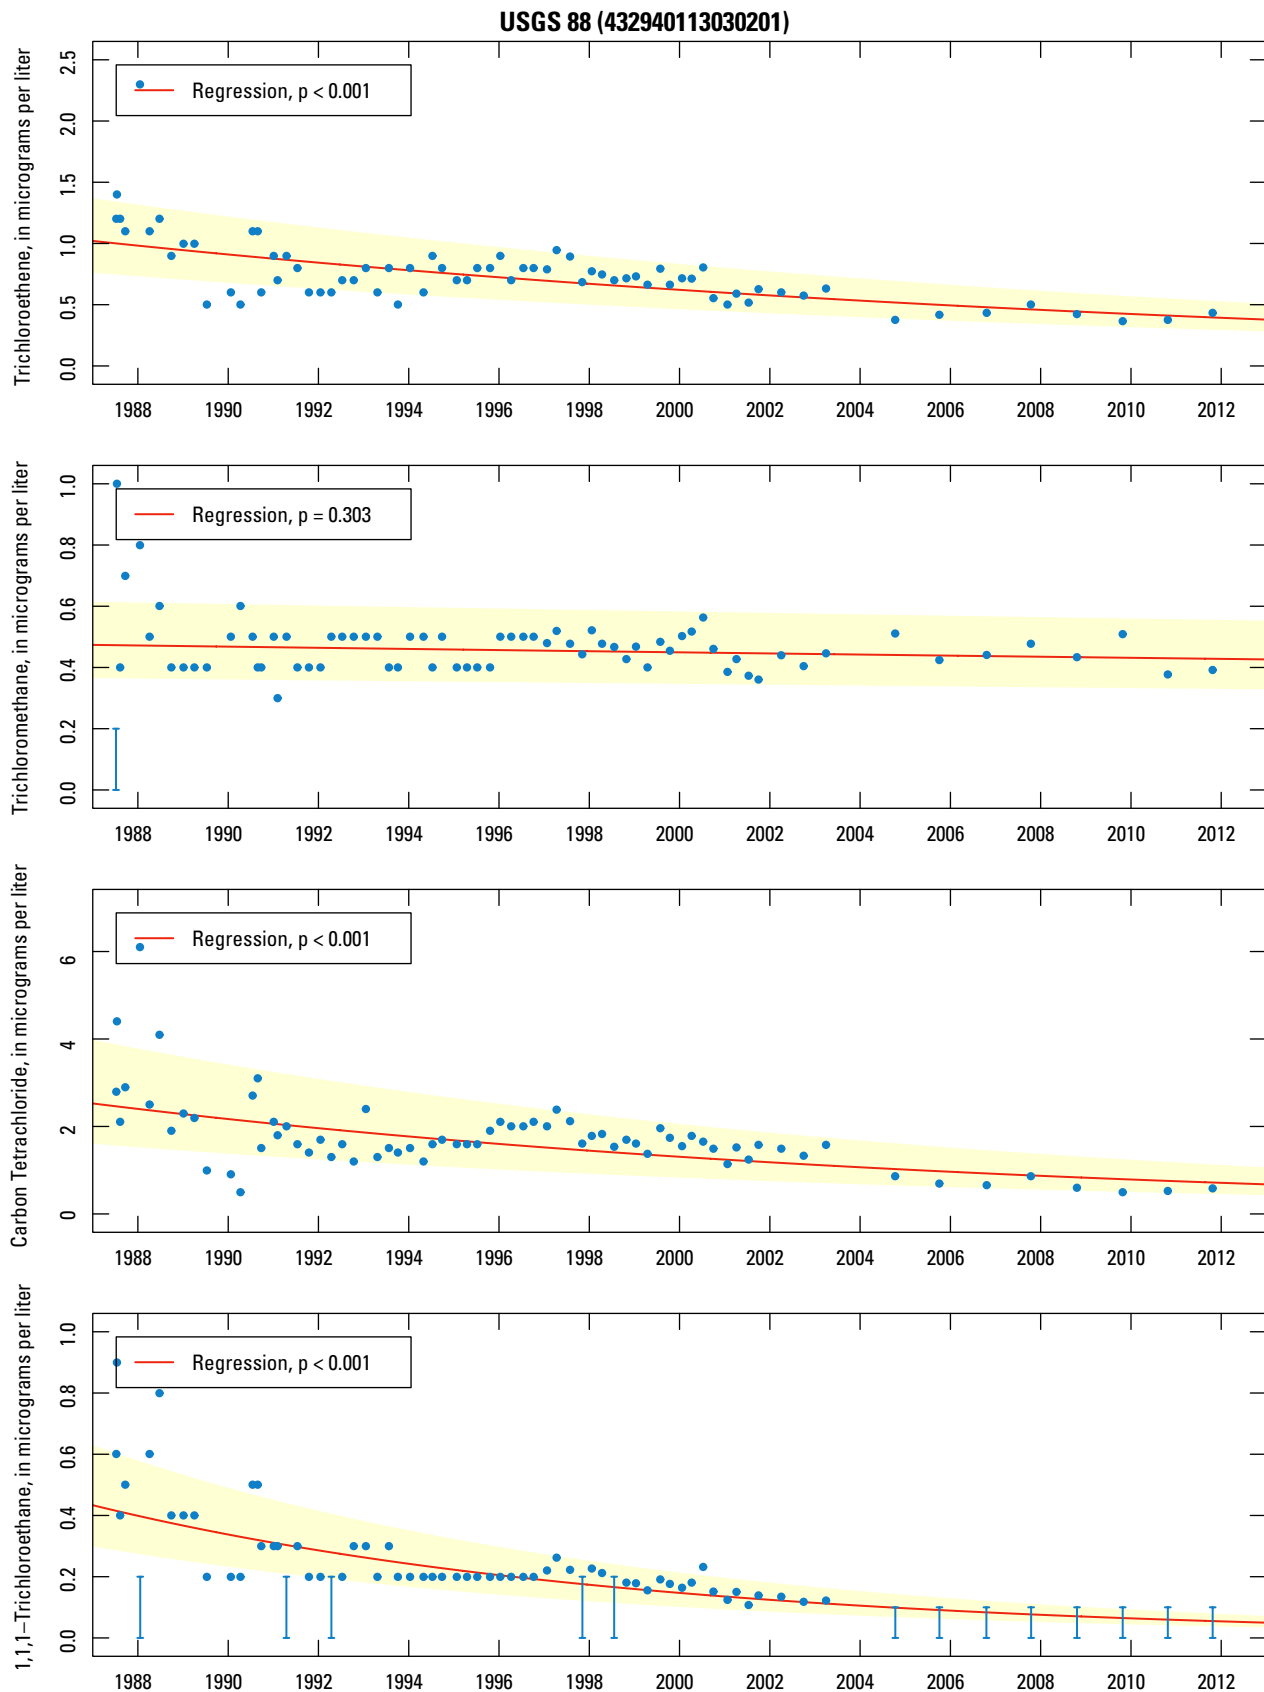 USGS 88 (432940113030201)
Trichloroethene, in micrograms per liter
2.5
2.0
1.5
1.0
0.5
0.0
Regression, p < 0.001
1988 1990 1992 1994 1996 1998 2000 2002 2004 2006 2008 2010 2012
Trichloromethane, in micrograms per liter
1.0
0.8
0.6
0.4
0.2
0.0
Regression, p = 0.303
1988 1990 1992 1994 1996 1998 2000 2002 2004 2006 2008 2010 2012
Carbon Tetrachloride, in micrograms per liter
6
4
2
0
Regression, p < 0.001
1988 1990 1992 1994 1996 1998 2000 2002 2004 2006 2008 2010 2012
1,1,1−Trichloroethane, in micrograms per liter
1.0
0.8
0.6
0.4
0.2
0.0
Regression, p < 0.001
1988 1990 1992 1994 1996 1998 2000 2002 2004 2006 2008 2010 2012